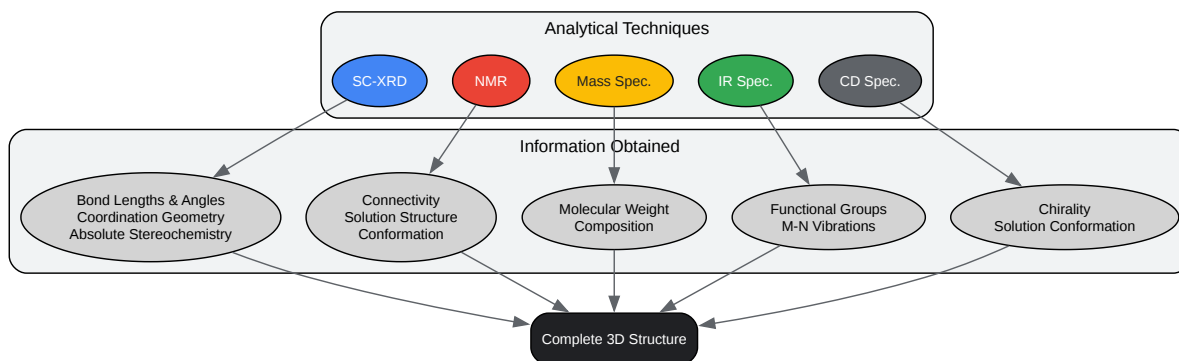 Analytical Techniques
SC-XRD
NMR
Mass Spec.
IR Spec.
CD Spec.
Information Obtained
Bond Lengths & Angles
Coordination Geometry
Absolute Stereochemistry
Connectivity
Solution Structure
Conformation
Molecular Weight
Composition
Functional Groups
M-N Vibrations
Chirality
Solution Conformation
Complete 3D Structure